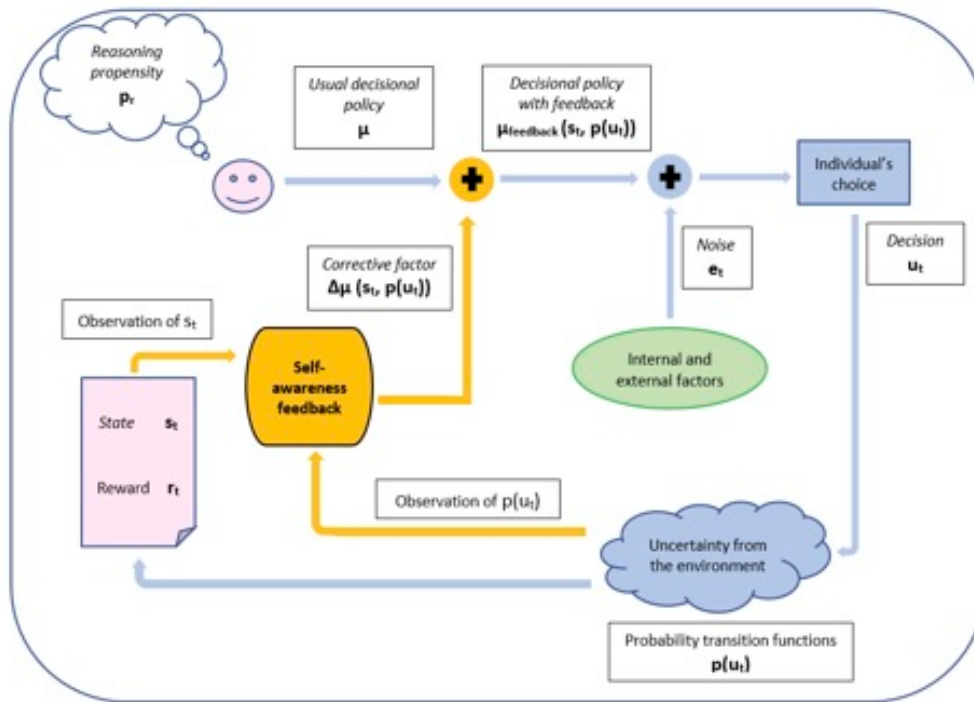 Reasoning
propensity
pᵣ
Usual decisional
policy
μ
Decisional policy
with feedback
μfeedback (sₜ, p(uₜ))
Individual's
choice
Corrective factor
Δμ (sₜ, p(uₜ))
Noise
eₜ
Decision
uₜ
Observation of sₜ
Self-
awareness
feedback
Internal and
external factors
State sₜ
Reward rₜ
Observation of p(uₜ)
Uncertainty from
the environment
Probability transition functions
p(uₜ)